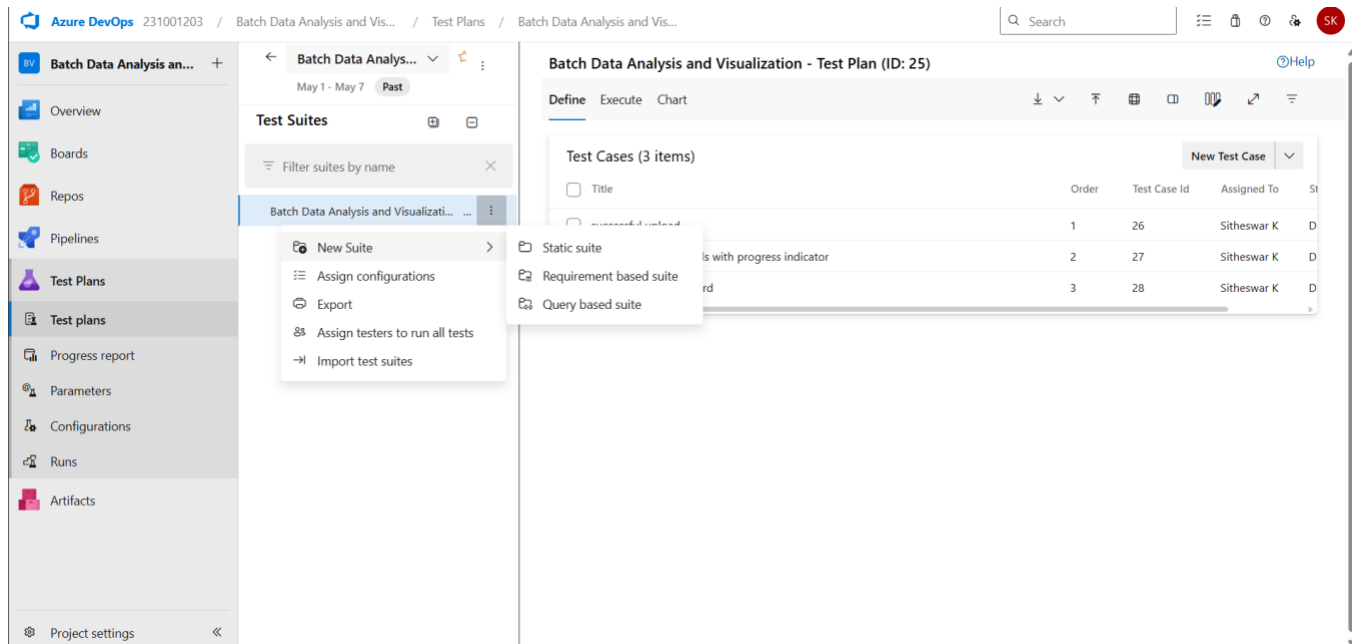 Azure DevOps 231001203 / Batch Data Analysis and Vis... / Test Plans / Batch Data Analysis and Vis...
Search
SK
BV Batch Data Analysis an... +
Overview
Boards
Repos
Pipelines
Test Plans
Test plans
Progress report
Parameters
Configurations
Runs
Artifacts
Project settings
Batch Data Analys...
May 1 - May 7 Past
Test Suites
Filter suites by name
Batch Data Analysis and Visualizati... ...
New Suite
Assign configurations
Export
Assign testers to run all tests
Import test suites
Static suite
Requirement based suite
Query based suite
Batch Data Analysis and Visualization - Test Plan (ID: 25)
Help
Define Execute Chart
Test Cases (3 items)
New Test Case
Title Order Test Case Id Assigned To St
successful upload 1 26 Sitheswar K D
ls with progress indicator 2 27 Sitheswar K D
rd 3 28 Sitheswar K D